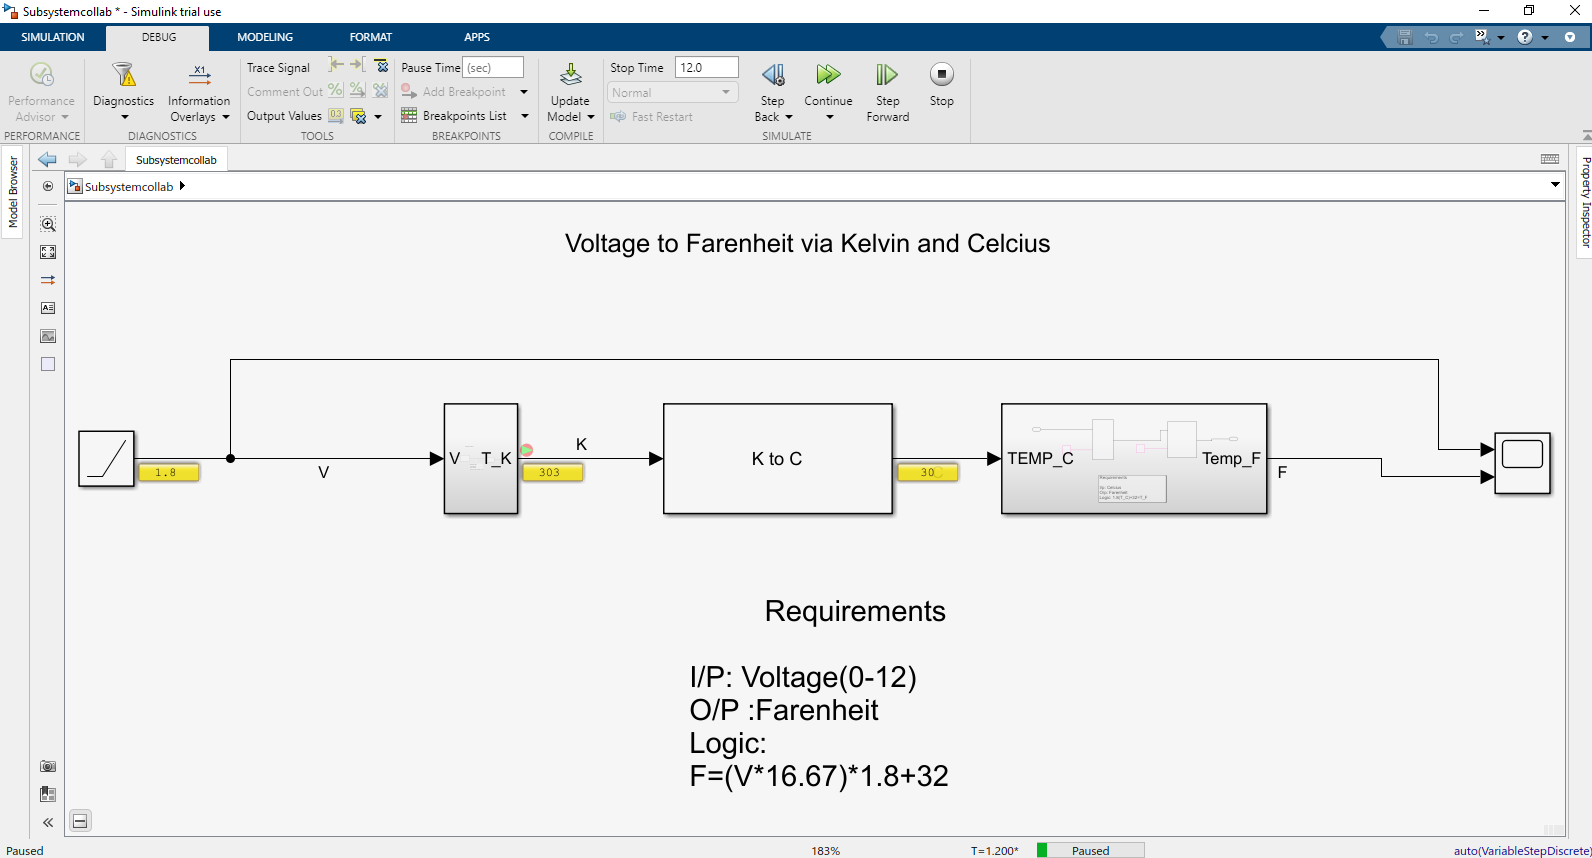 Subsystemcollab * - Simulink trial use
SIMULATION DEBUG MODELING FORMAT APPS
Performance Advisor
PERFORMANCE
Diagnostics
Information Overlays
DIAGNOSTICS
Trace Signal
Comment Out
Output Values
TOOLS
Pause Time (sec)
Add Breakpoint
Breakpoints List
BREAKPOINTS
Update Model
COMPILE
Stop Time 12.0
Normal
Fast Restart
Step Back
Continue
Step Forward
Stop
SIMULATE
Model Browser
Subsystemcollab
Property Inspector
Subsystemcollab
Voltage to Farenheit via Kelvin and Celcius
1.8
V
V T_K
303
K
K to C
30
TEMP_C Temp_F
Requirements
F
Requirements
I/P: Voltage(0-12)
O/P :Farenheit
Logic:
F=(V*16.67)*1.8+32
Paused 183% T=1.200* Paused auto(VariableStepDiscrete)